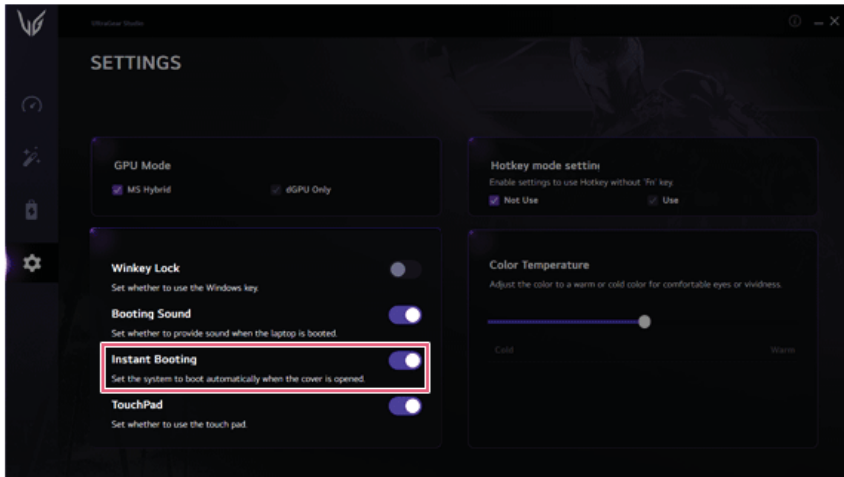 UltraGear Studio
SETTINGS
GPU Mode
MS Hybrid
dGPU Only
Hotkey mode settin
Enable settings to use Hotkey without 'Fn' key.
Not Use
Use
Winkey Lock
Set whether to use the Windows key.
Booting Sound
Set whether to provide sound when the laptop is booted.
Instant Booting
Set the system to boot automatically when the cover is opened.
TouchPad
Set whether to use the touch pad.
Color Temperature
Adjust the color to a warm or cold color for comfortable eyes or vividness.
Cold
Warm